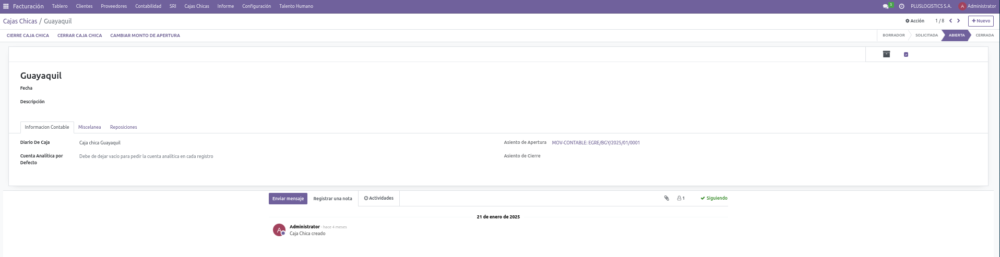 Facturación Tablero Clientes Proveedores Contabilidad SRI Cajas Chicas Informe Configuración Talento Humano 5 PLUSLOGISTICS S.A. A Administrator
Cajas Chicas / Guayaquil Acción 1 / 8 + Nuevo
CIERRE CAJA CHICA CERRAR CAJA CHICA CAMBIAR MONTO DE APERTURA BORRADOR SOLICITADA ABIERTA CERRADA
Guayaquil
Fecha
Descripción
Informacion Contable Miscelanea Reposiciones
Diario De Caja Caja chica Guayaquil Asiento de Apertura MOV-CONTABLE: EGRE/BGY/2025/01/0001
Cuenta Analítica por Debe de dejar vacío para pedir la cuenta analítica en cada registro Asiento de Cierre
Defecto
Enviar mensaje Registrar una nota Actividades 1 Siguiendo
21 de enero de 2025
A Administrator - hace 4 meses
Caja Chica creado